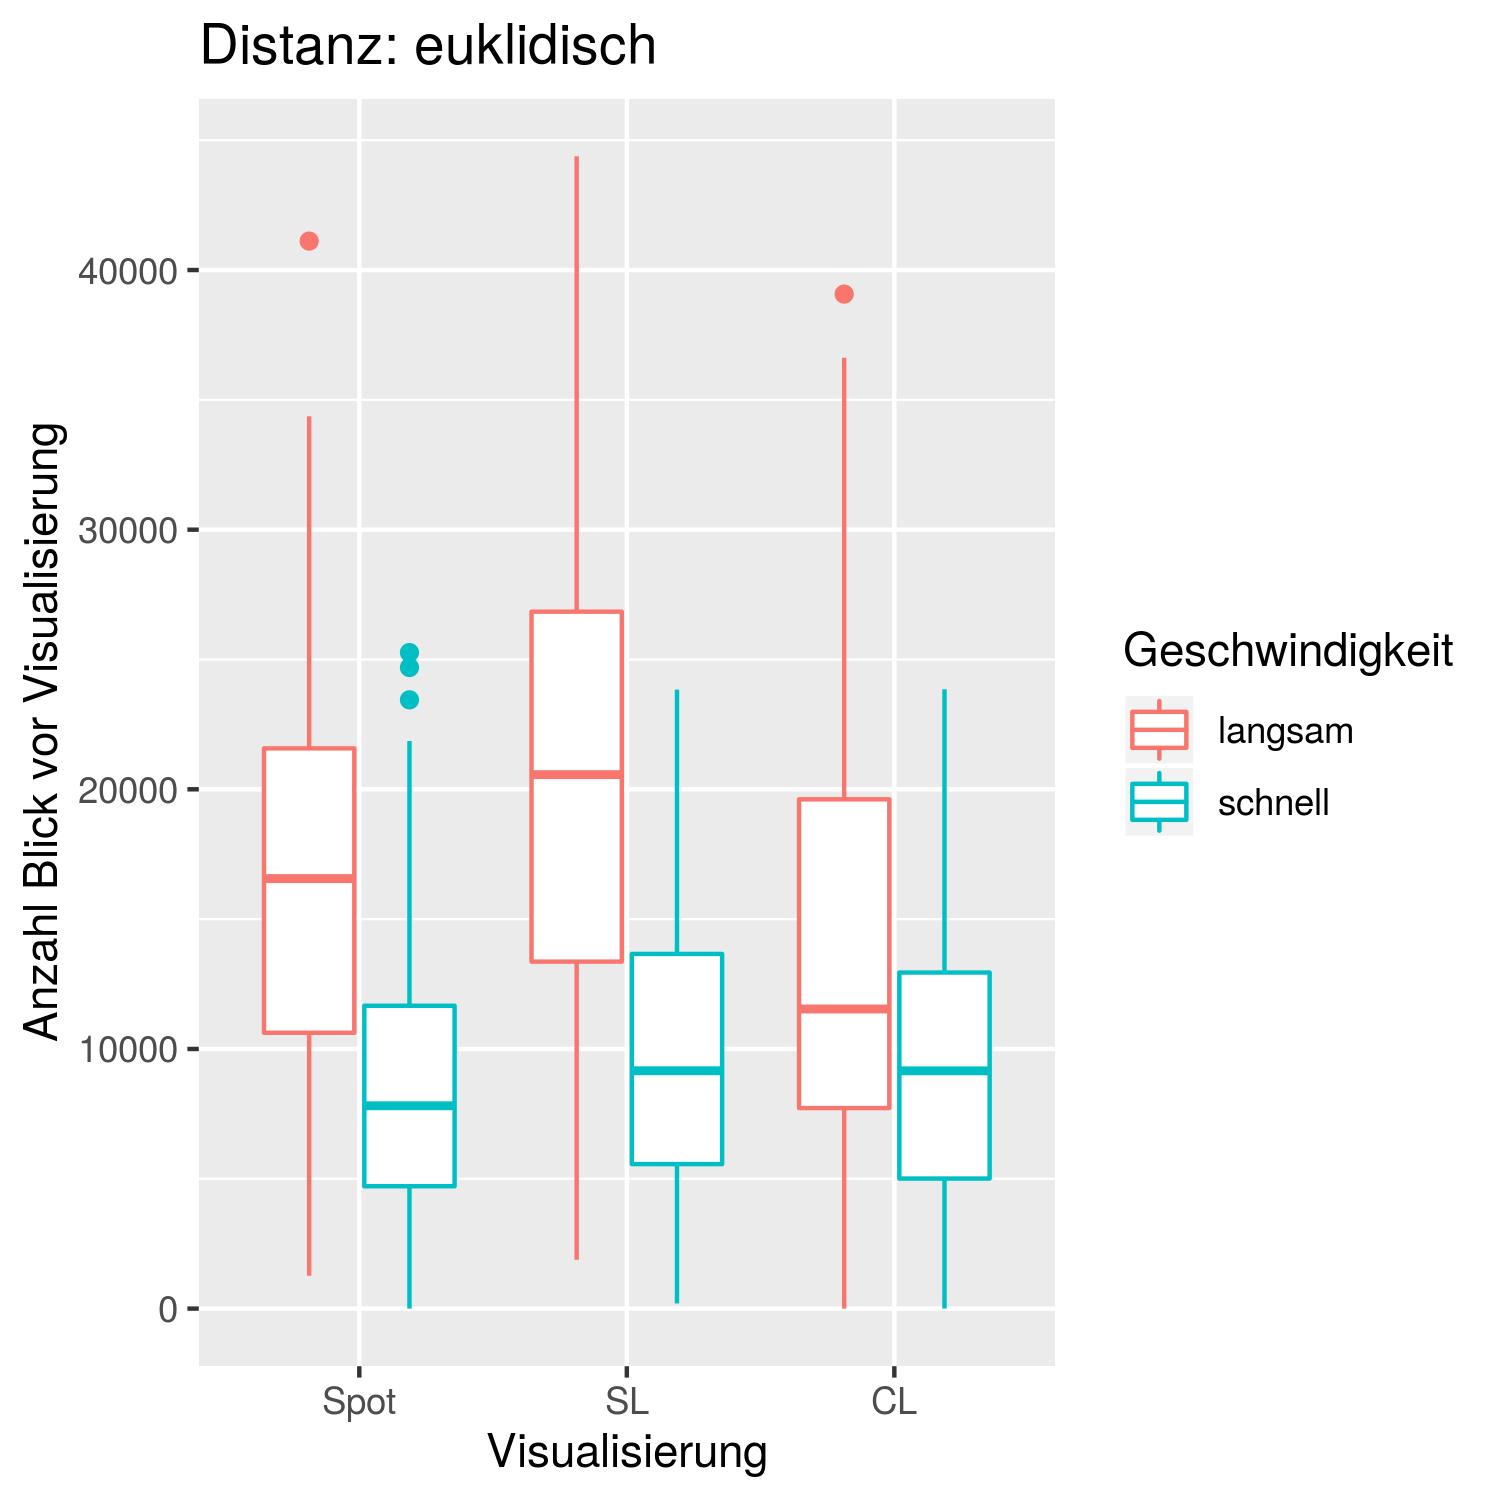 Distanz: euklidisch
Anzahl Blick vor Visualisierung
40000
30000
20000
10000
0
Spot
SL
CL
Visualisierung
Geschwindigkeit
langsam
schnell